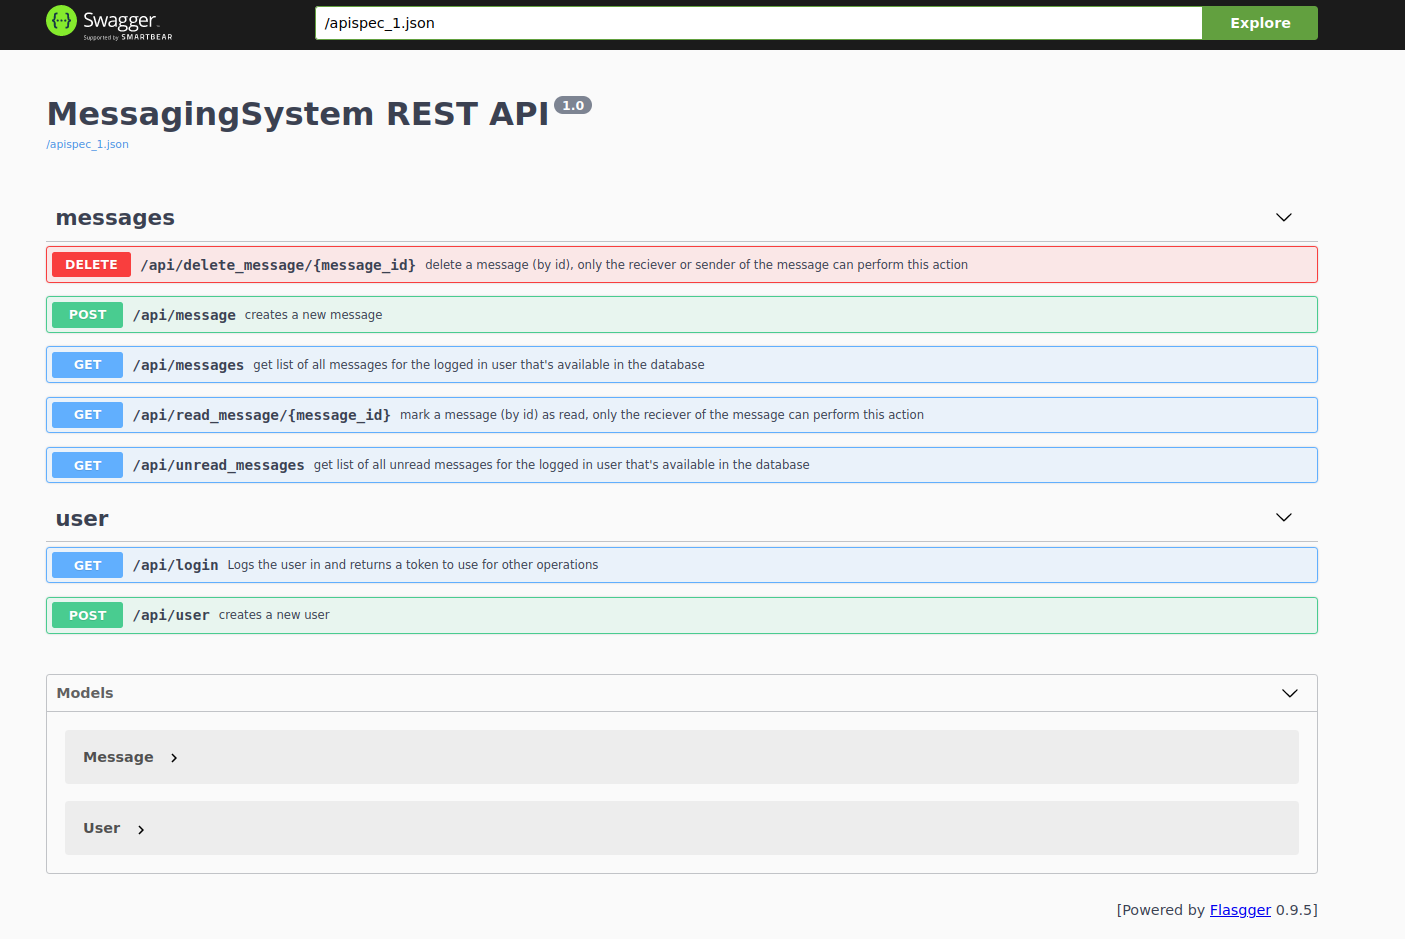 Swagger
Supported by SMARTBEAR
/apispec_1.json
Explore
MessagingSystem REST API 1.0
/apispec_1.json
messages
DELETE /api/delete_message/{message_id} delete a message (by id), only the reciever or sender of the message can perform this action
POST /api/message creates a new message
GET /api/messages get list of all messages for the logged in user that's available in the database
GET /api/read_message/{message_id} mark a message (by id) as read, only the reciever of the message can perform this action
GET /api/unread_messages get list of all unread messages for the logged in user that's available in the database
user
GET /api/login Logs the user in and returns a token to use for other operations
POST /api/user creates a new user
Models
Message
User
[Powered by Flasgger 0.9.5]